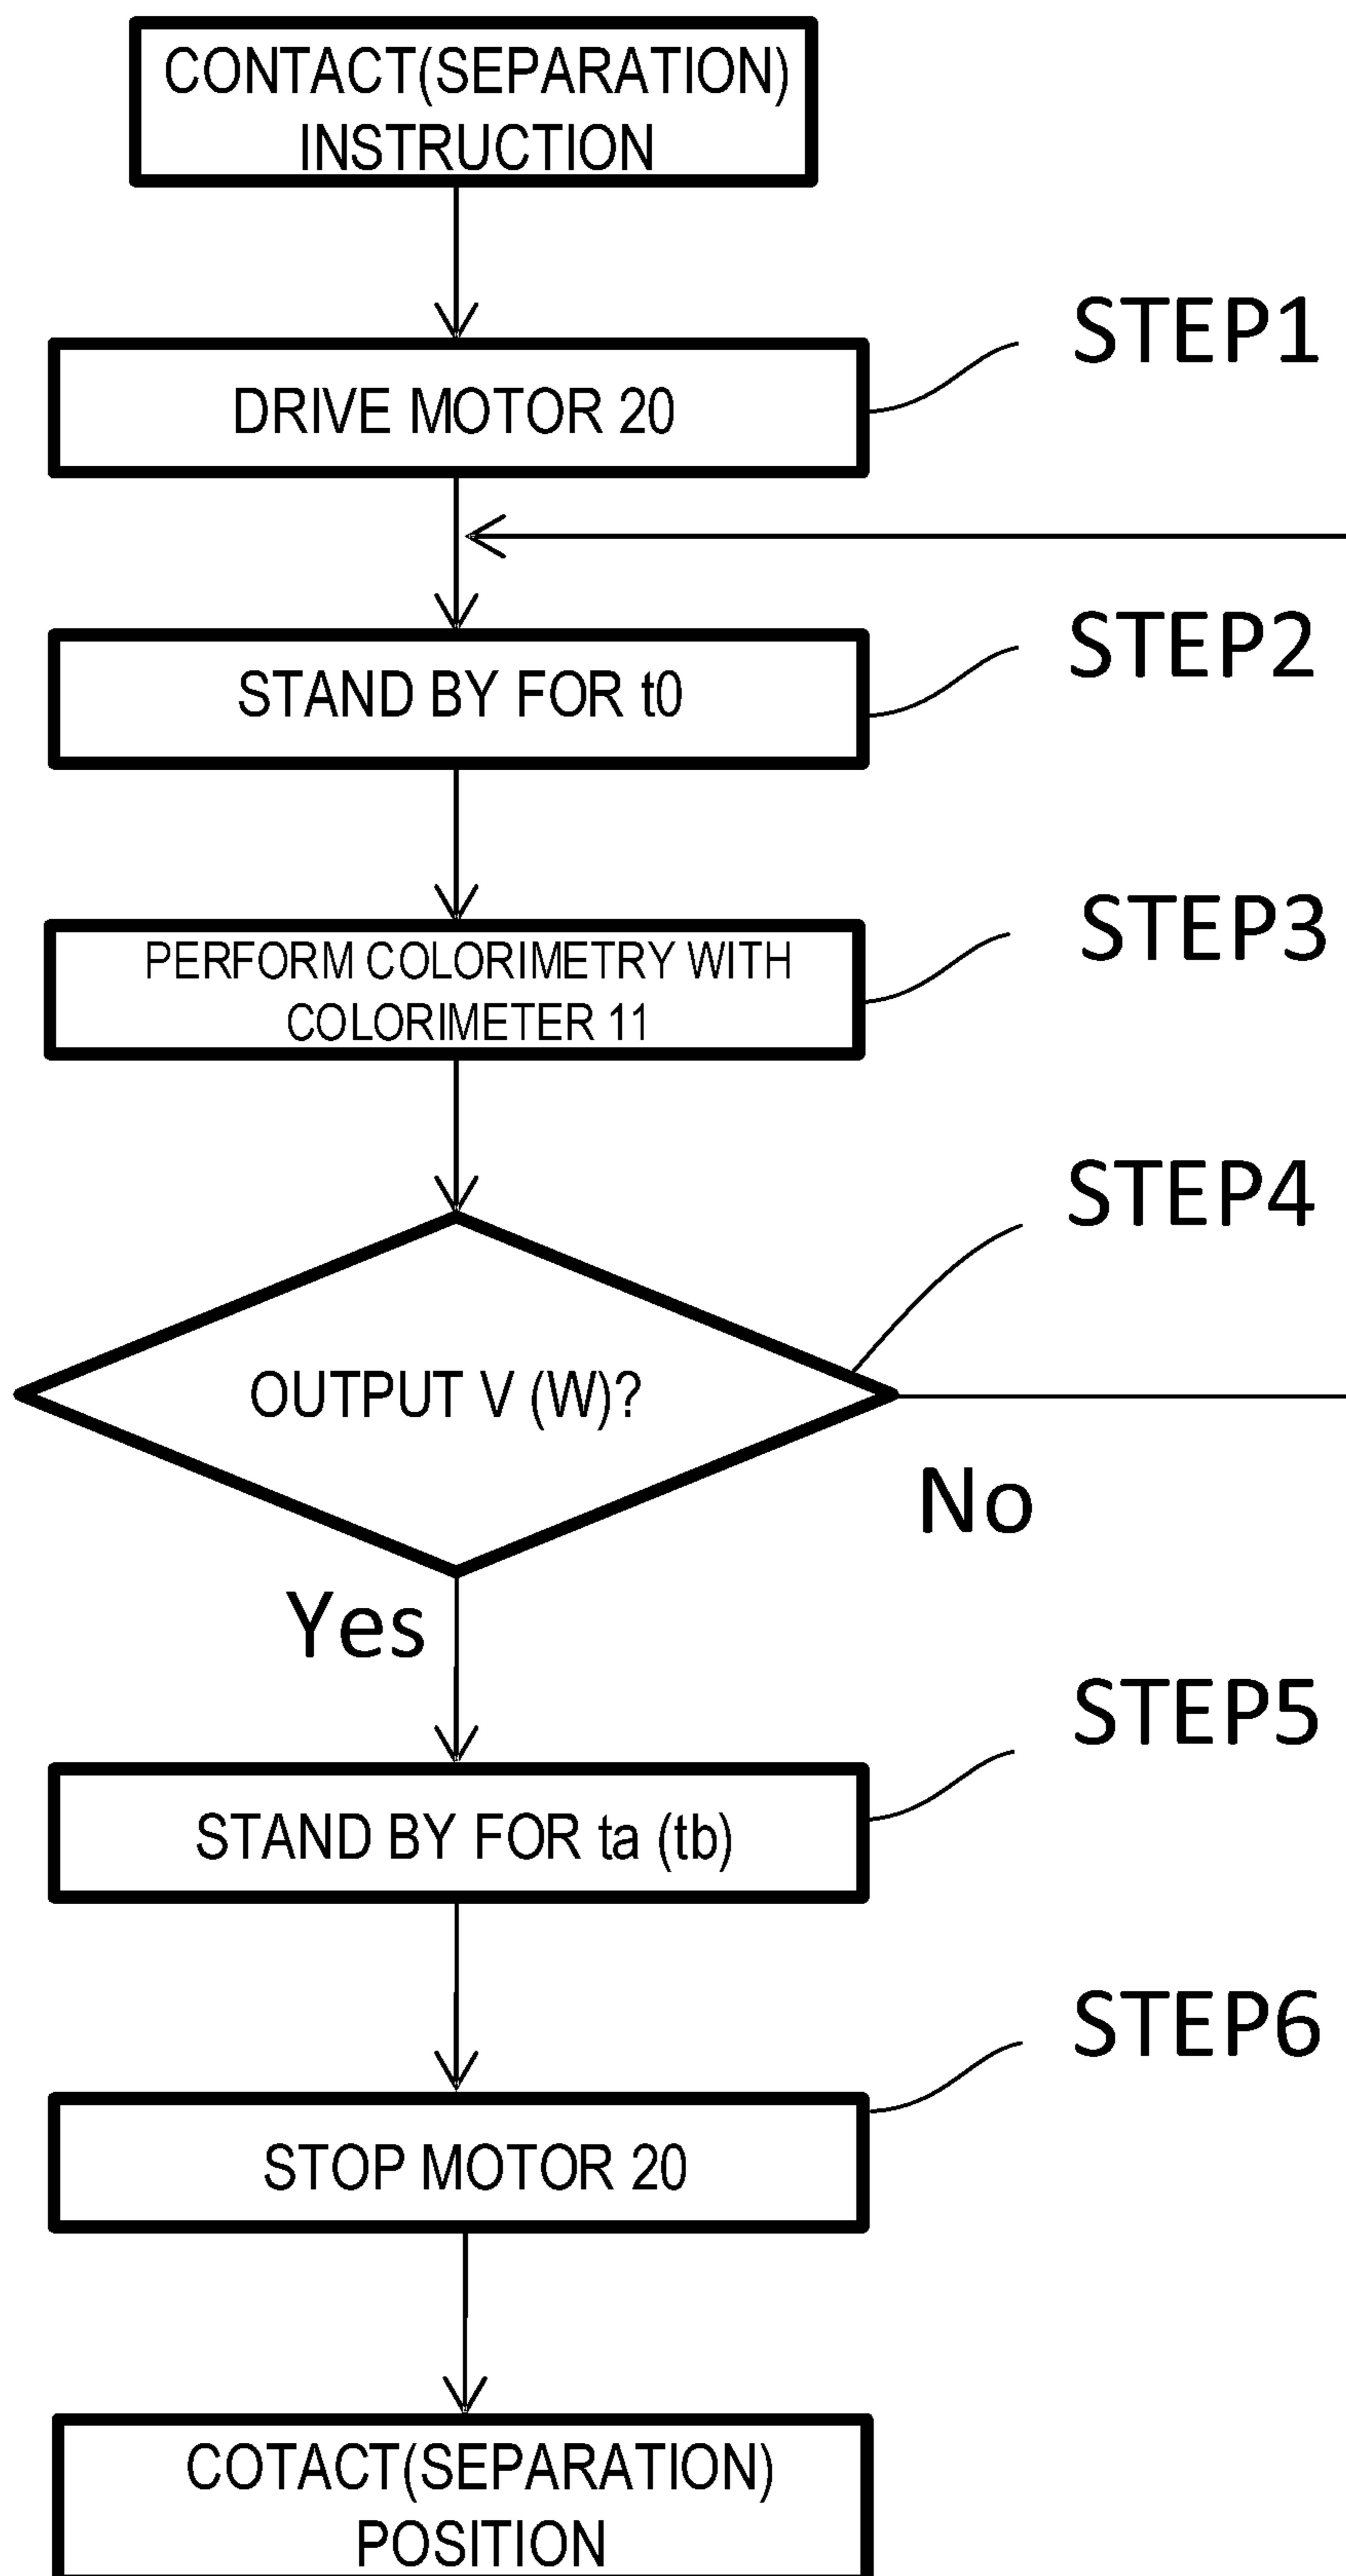 CONTACT(SEPARATION)
INSTRUCTION
STEP1
DRIVE MOTOR 20
STEP2
STAND BY FOR t0
STEP3
PERFORM COLORIMETRY WITH
COLORIMETER 11
STEP4
OUTPUT V (W)?
No
Yes
STEP5
STAND BY FOR ta (tb)
STEP6
STOP MOTOR 20
COTACT(SEPARATION)
POSITION